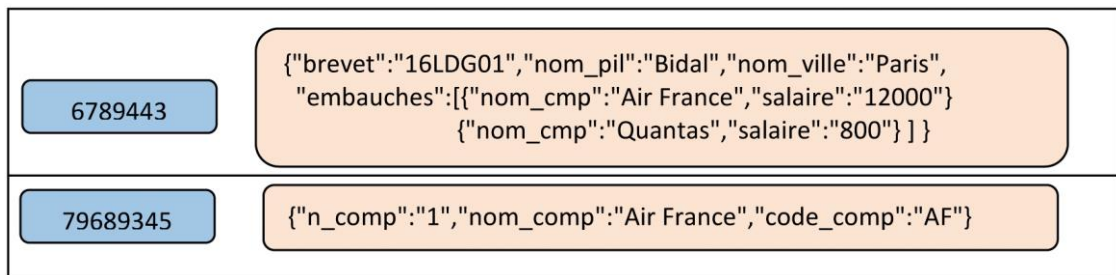 {"brevet":"16LDG01","nom_pil":"Bidal","nom_ville":"Paris",
6789443
"embauches":[{"nom_cmp":"Air France","salaire":"12000"}
{"nom_cmp":"Quantas","salaire":"800"} ] }
79689345
{"n_comp":"1","nom_comp":"Air France","code_comp":"AF"}